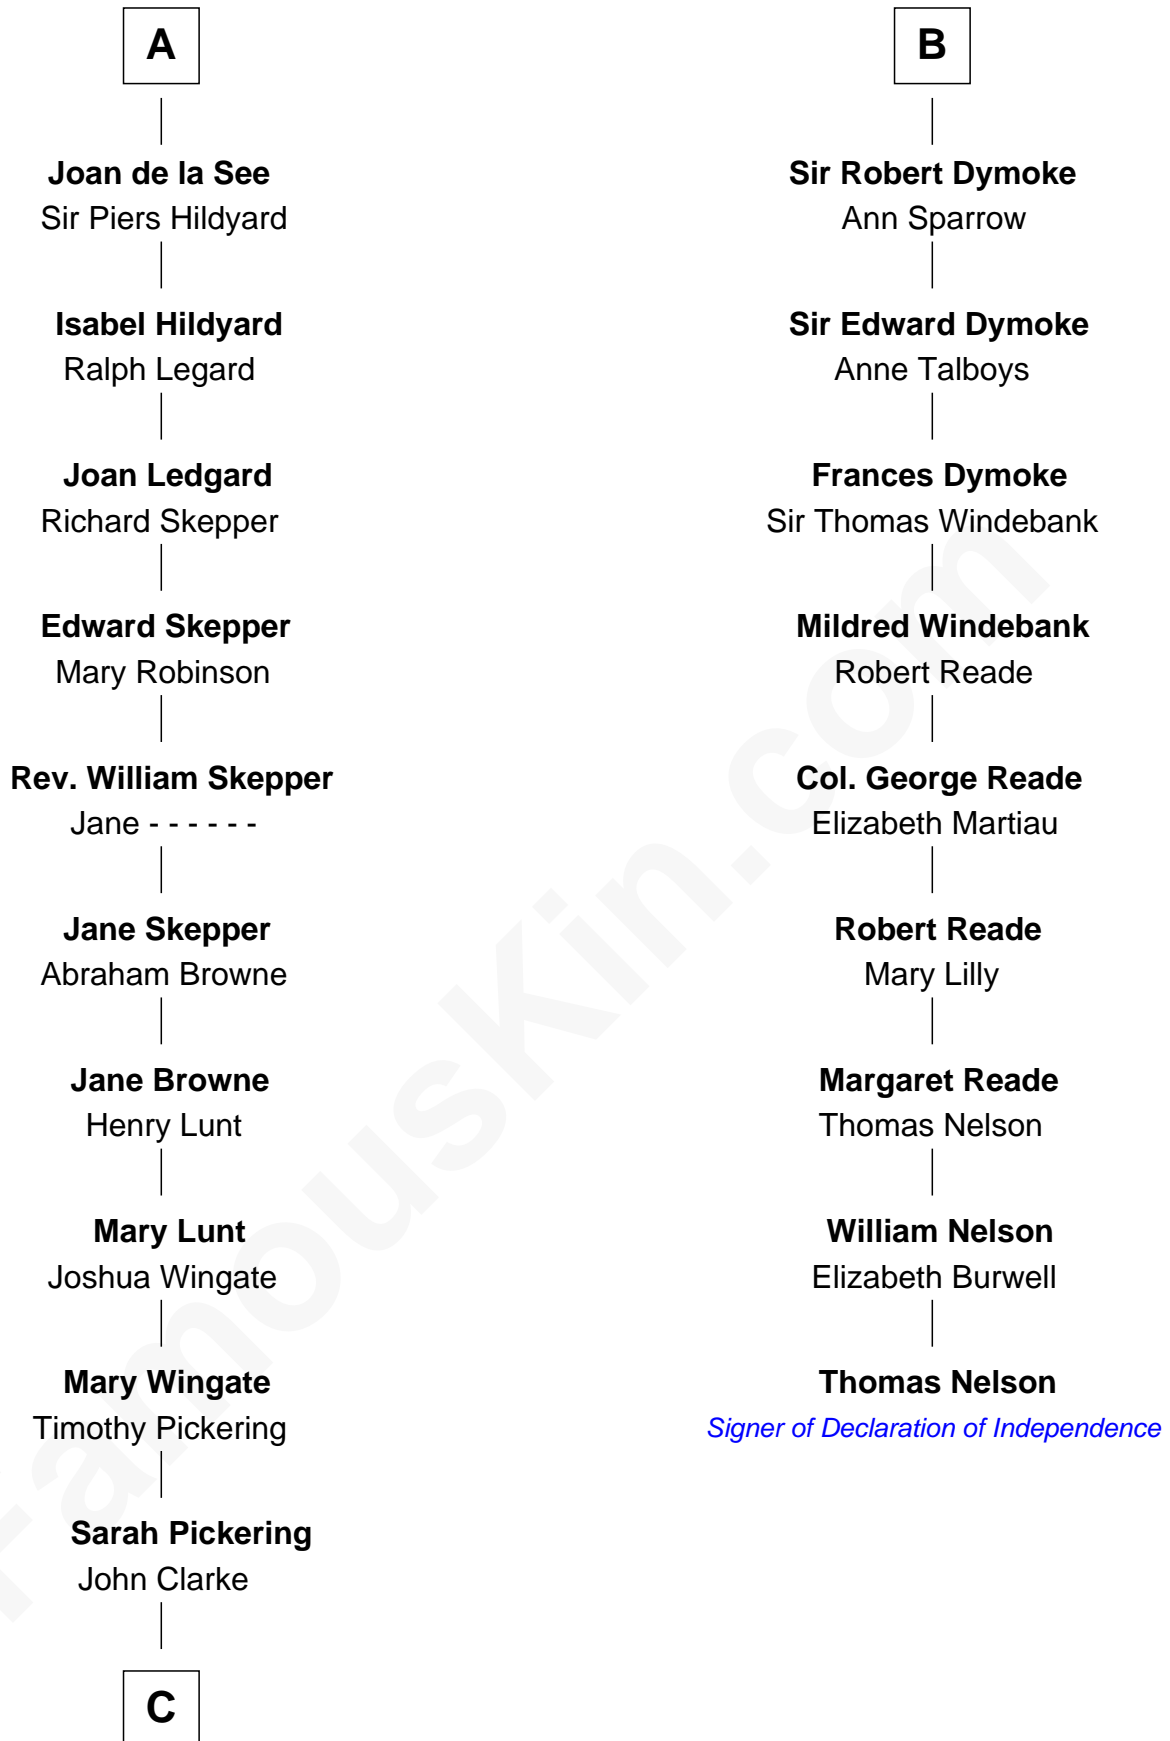 A
Joan de la See
Sir Piers Hildyard
Isabel Hildyard
Ralph Legard
Joan Ledgard
Richard Skepper
Edward Skepper
Mary Robinson
Rev. William Skepper
Jane - - - - - -
Jane Skepper
Abraham Browne
Jane Browne
Henry Lunt
Mary Lunt
Joshua Wingate
Mary Wingate
Timothy Pickering
Sarah Pickering
John Clarke
C
B
Sir Robert Dymoke
Ann Sparrow
Sir Edward Dymoke
Anne Talboys
Frances Dymoke
Sir Thomas Windebank
Mildred Windebank
Robert Reade
Col. George Reade
Elizabeth Martiau
Robert Reade
Mary Lilly
Margaret Reade
Thomas Nelson
William Nelson
Elizabeth Burwell
Thomas Nelson
Signer of Declaration of Independence
FamousKin.com